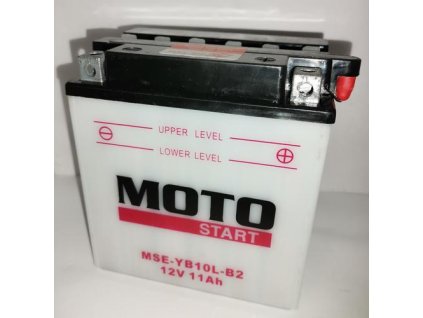 UPPER LEVEL
LOWER LEVEL
MOTO
START
MSE-YB10L-B2
12V 11Ah